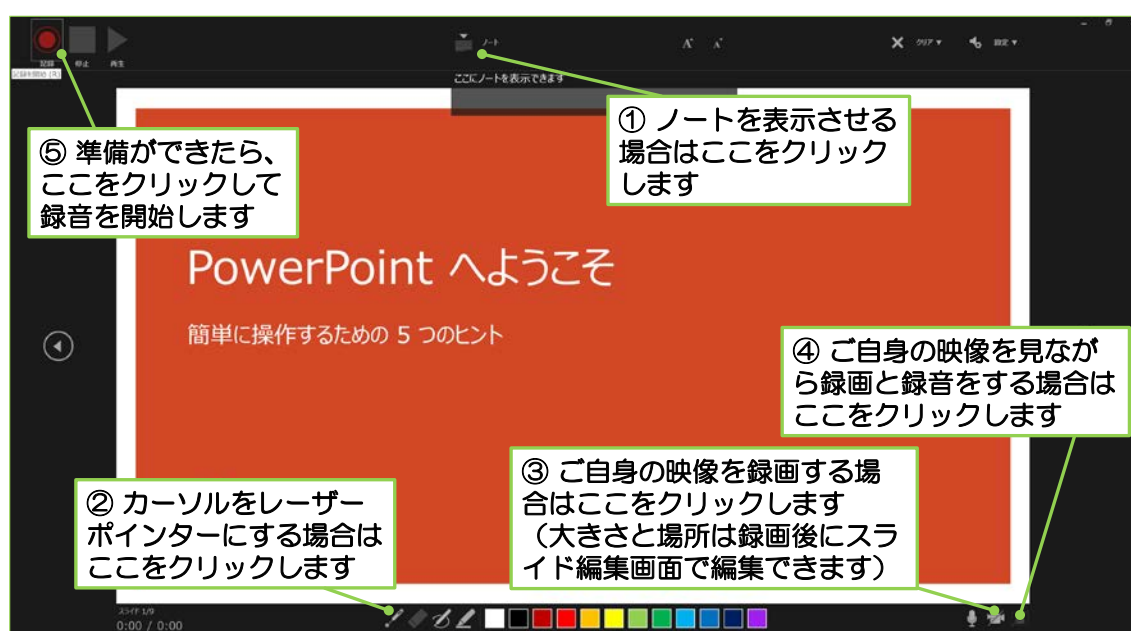 記録
停止
再生
記録を開始 (R)
ノート
A˄
A˅
クリア ▼
設定 ▼
ここにノートを表示できます
① ノートを表示させる
場合はここをクリック
します
⑤ 準備ができたら、
ここをクリックして
録音を開始します
PowerPoint へようこそ
簡単に操作するための 5 つのヒント
④ ご自身の映像を見なが
ら録画と録音をする場合は
ここをクリックします
③ ご自身の映像を録画する場
合はここをクリックします
(大きさと場所は録画後にスラ
イド編集画面で編集できます)
② カーソルをレーザー
ポインターにする場合は
ここをクリックします
スライド 1/9
0:00 / 0:00